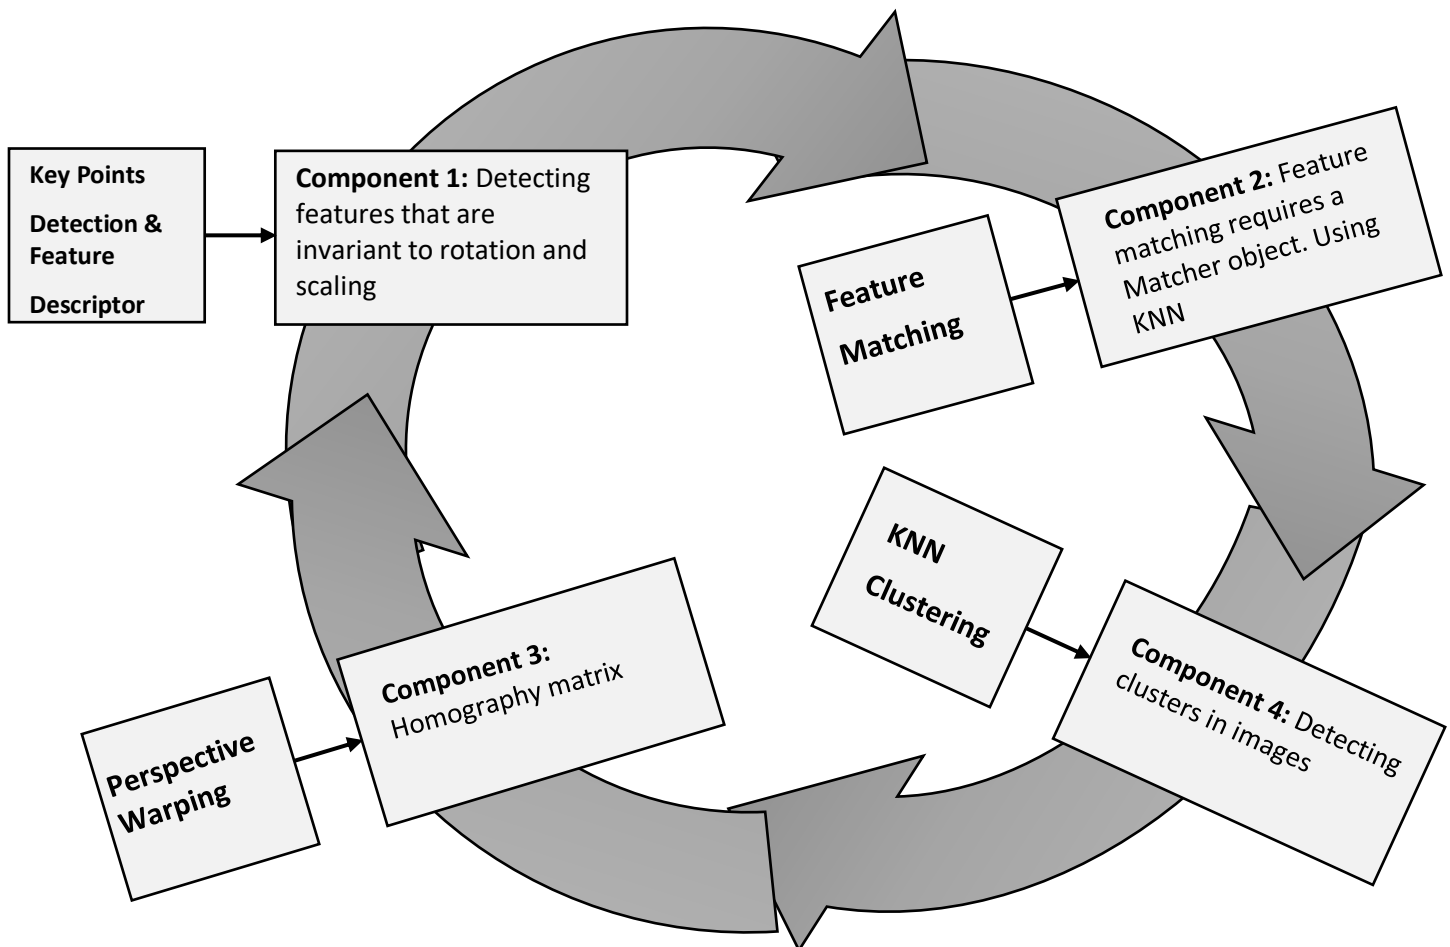 Key Points
Detection &
Feature
Descriptor
Component 1: Detecting
features that are
invariant to rotation and
scaling
Feature
Matching
Component 2: Feature
matching requires a
Matcher object. Using
KNN
KNN
Clustering
Component 4: Detecting
clusters in images
Perspective
Warping
Component 3:
Homography matrix